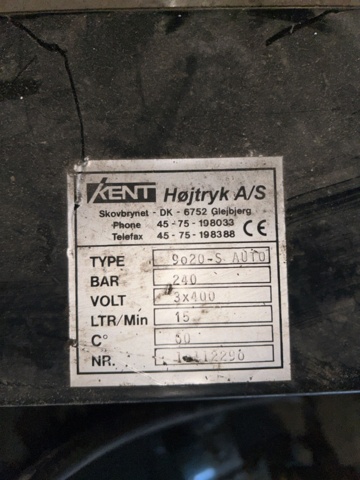 KENT Højtryk A/S
Skovbrynet - DK - 6752 Glejbjerg
Phone 45 - 75 - 198033
Telefax 45 - 75 - 198388 CE
TYPE 9020-S AUTO
BAR 240
VOLT 3x400
LTR/Min 15
C°
NR.